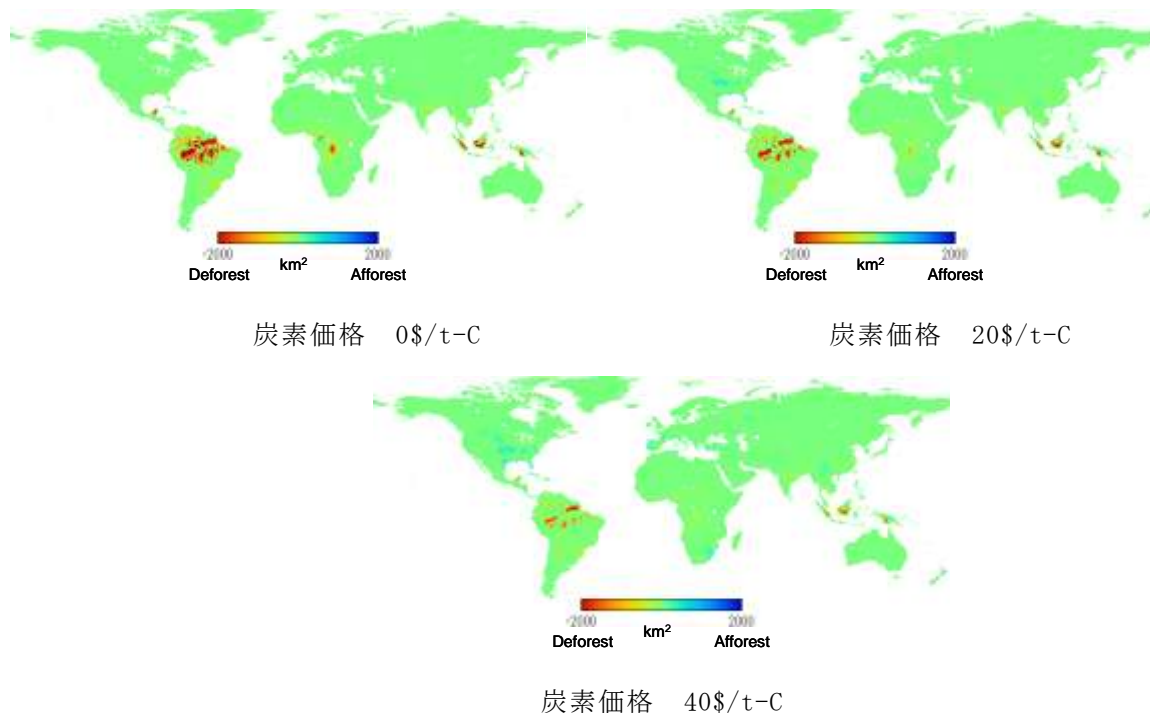 -2000 2000
km²
Deforest Afforest
炭素価格 0$/t-C
-2000 2000
km²
Deforest Afforest
炭素価格 20$/t-C
-2000 2000
km²
Deforest Afforest
炭素価格 40$/t-C